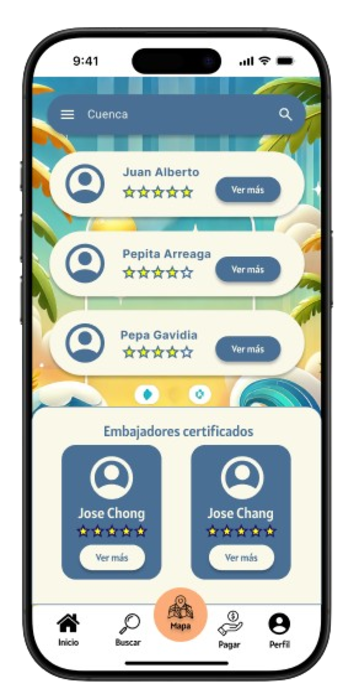 9:41
Cuenca
Juan Alberto
Ver más
Pepita Arreaga
Ver más
Pepa Gavidia
Ver más
Embajadores certificados
Jose Chong
Jose Chang
Ver más
Ver más
Inicio
Buscar
Mapa
Pagar
Perfil